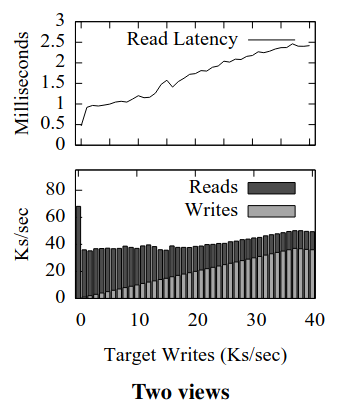 3
2.5
2
1.5
1
0.5
0
Milliseconds
Read Latency
80
60
40
20
0
Ks/sec
Reads
Writes
0 10 20 30 40
Target Writes (Ks/sec)
Two views